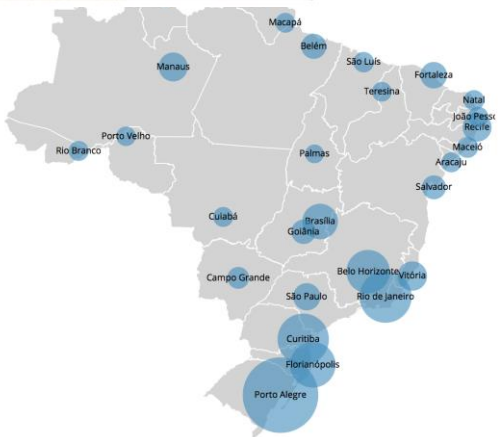 Macapá
Belém
Manaus
São Luís
Fortaleza
Teresina
Natal
João Pesso
Recife
Porto Velho
Rio Branco
Palmas
Maceió
Aracaju
Salvador
Cuiabá
Brasília
Goiânia
Campo Grande
Belo Horizonte
Vitória
São Paulo
Rio de Janeiro
Curitiba
Florianópolis
Porto Alegre